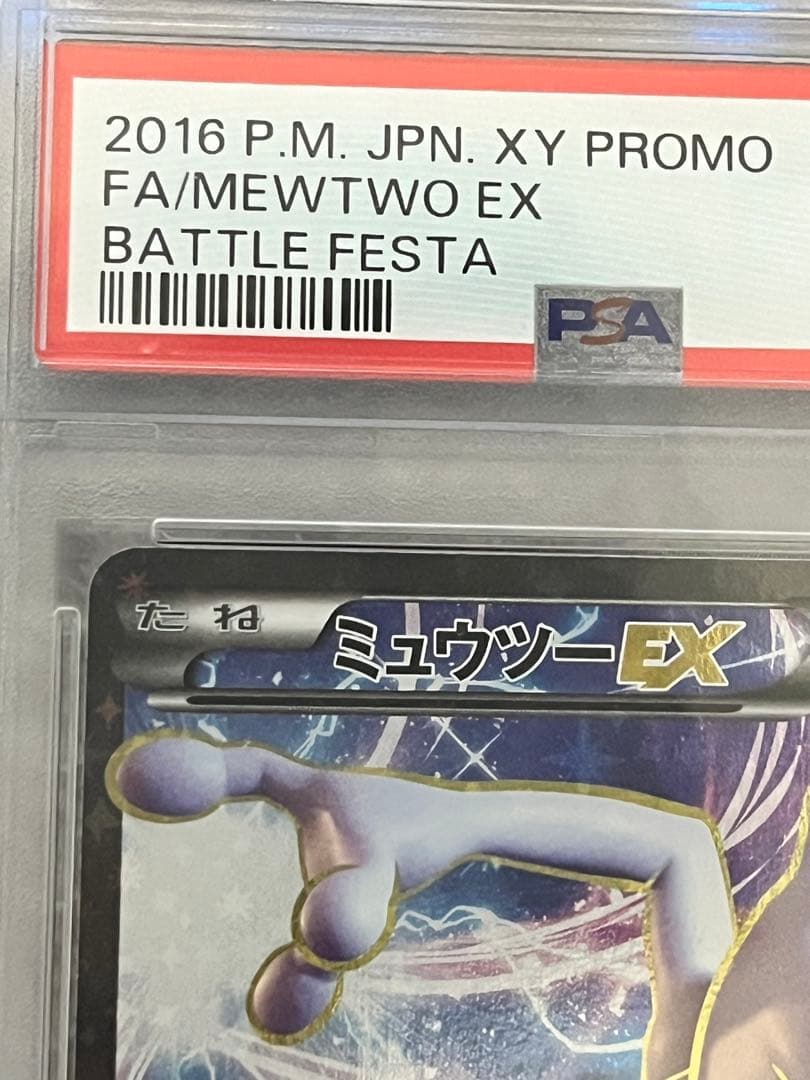 2016 P.M. JPN. XY PROMO
FA/MEWTWO EX
BATTLE FESTA
PSA
たね ミュウツーEX